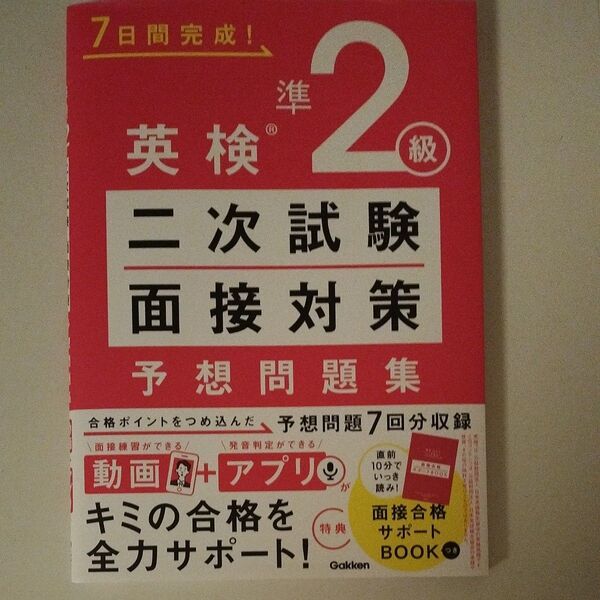 7日間完成!
英検® 準2級
二次試験
面接対策
予想問題集
合格ポイントをつめ込んだ 予想問題7回分収録
面接練習ができる 発音判定ができる
動画+アプリが
キミの合格を
全力サポート!
特典
直前
10分で
いっき
読み!
面接合格
サポート
BOOKつき
Gakken